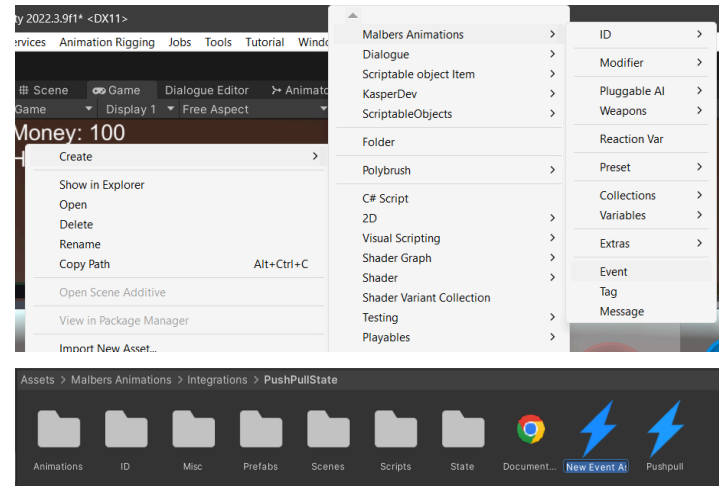 ty 2022.3.9f1* <DX11>
ervices Animation Rigging Jobs Tools Tutorial
Scene Game Dialogue Editor
Game Display 1 Free Aspect
Money: 100
Create
Show in Explorer
Open
Delete
Rename
Copy Path Alt+Ctrl+C
Open Scene Additive
View in Package Manager
Import New Asset...
Malbers Animations
Dialogue
Scriptable object Item
KasperDev
ScriptableObjects
Folder
Polybrush
C# Script
2D
Visual Scripting
Shader Graph
Shader
Shader Variant Collection
Testing
Playables
ID
Modifier
Pluggable AI
Weapons
Reaction Var
Preset
Collections
Variables
Extras
Event
Tag
Message
Assets > Malbers Animations > Integrations > PushPullState
Animations ID Misc Prefabs Scenes Scripts State Document... New Event As Pushpull